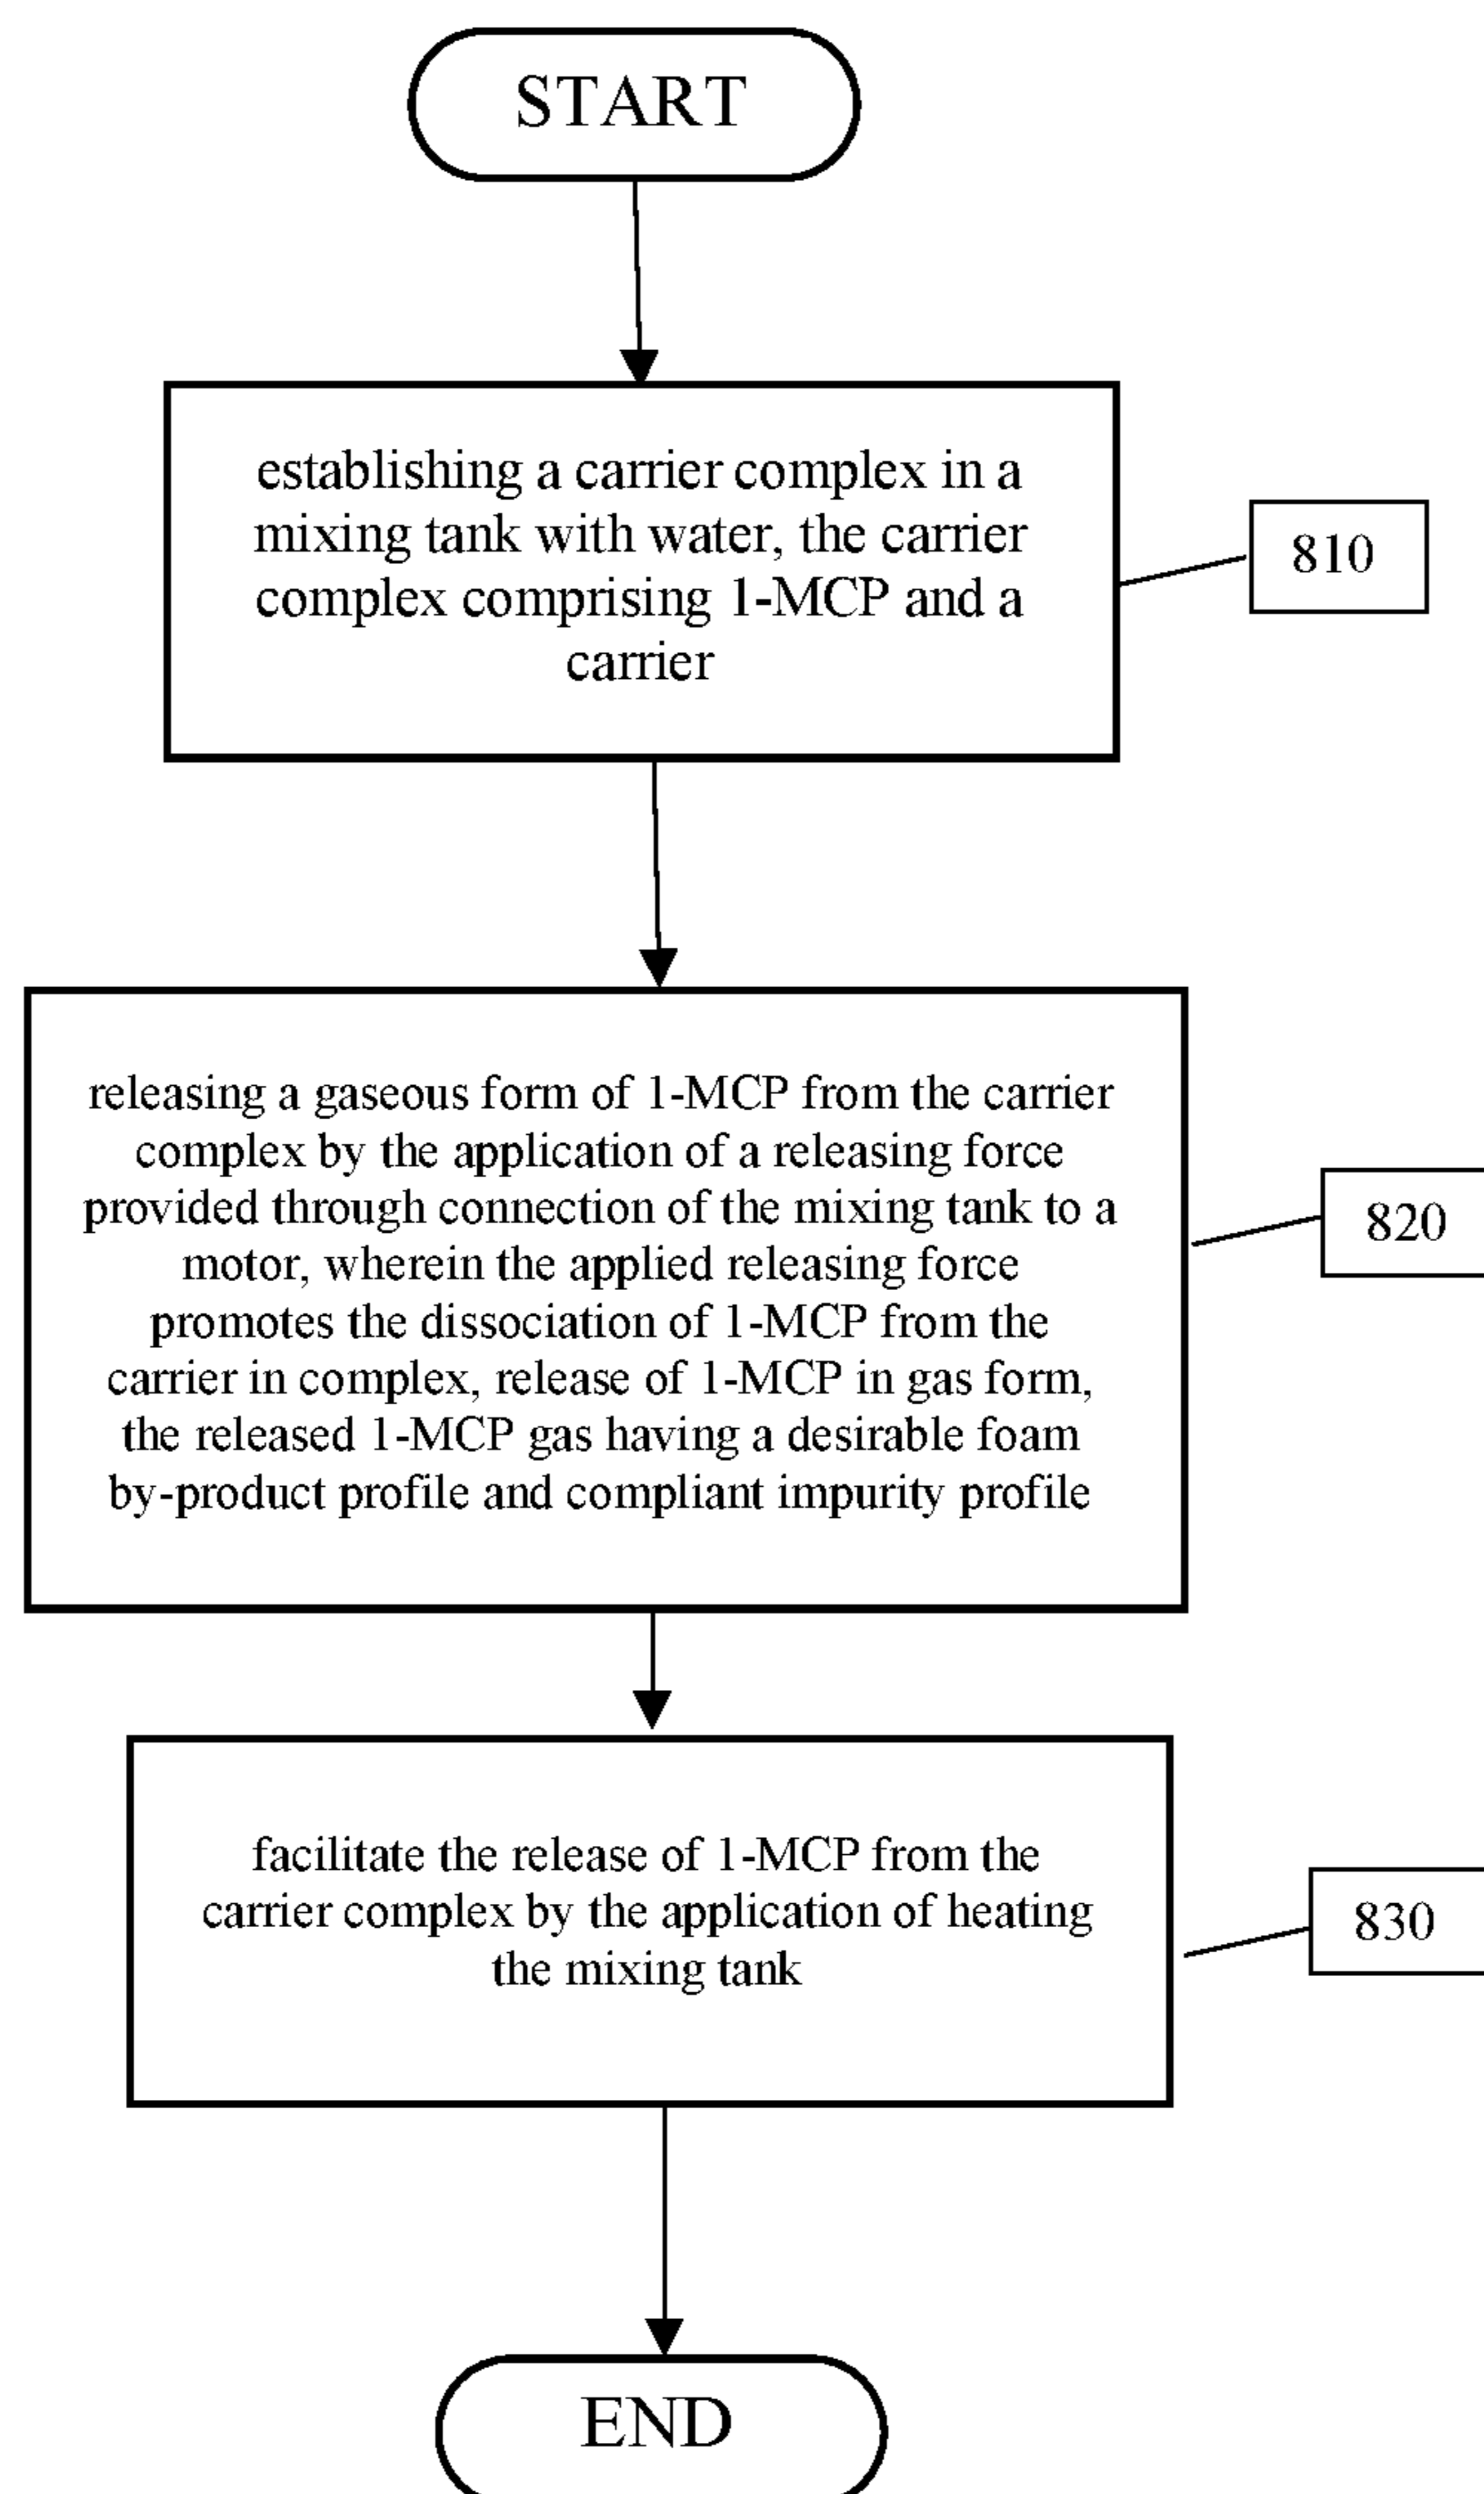 START
establishing a carrier complex in a
mixing tank with water, the carrier
complex comprising 1-MCP and a
carrier
810
releasing a gaseous form of 1-MCP from the carrier
complex by the application of a releasing force
provided through connection of the mixing tank to a
motor, wherein the applied releasing force
promotes the dissociation of 1-MCP from the
carrier in complex, release of 1-MCP in gas form,
the released 1-MCP gas having a desirable foam
by-product profile and compliant impurity profile
820
facilitate the release of 1-MCP from the
carrier complex by the application of heating
the mixing tank
830
END